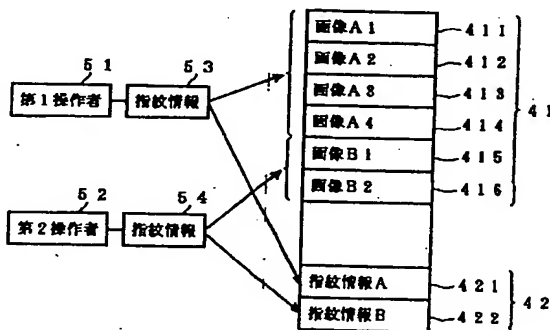 画像A1
411
５１
５３
画像A2
412
画像A3
413
41
第１操作者
指紋情報
画像A4
414
画像B1
415
５２
５４
画像B2
416
第２操作者
指紋情報
指紋情報A
421
42
指紋情報B
422